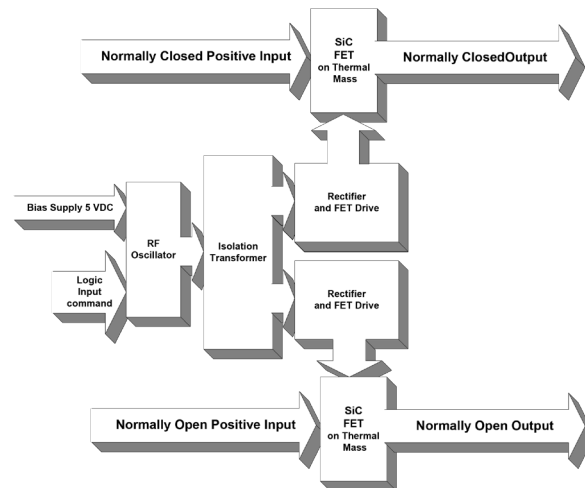 Normally Closed Positive Input
SiC
FET
on Thermal
Mass
Normally ClosedOutput
Bias Supply 5 VDC
RF
Oscillator
Isolation
Transformer
Rectifier
and FET Drive
Logic
Input
command
Rectifier
and FET Drive
Normally Open Positive Input
SiC
FET
on Thermal
Mass
Normally Open Output